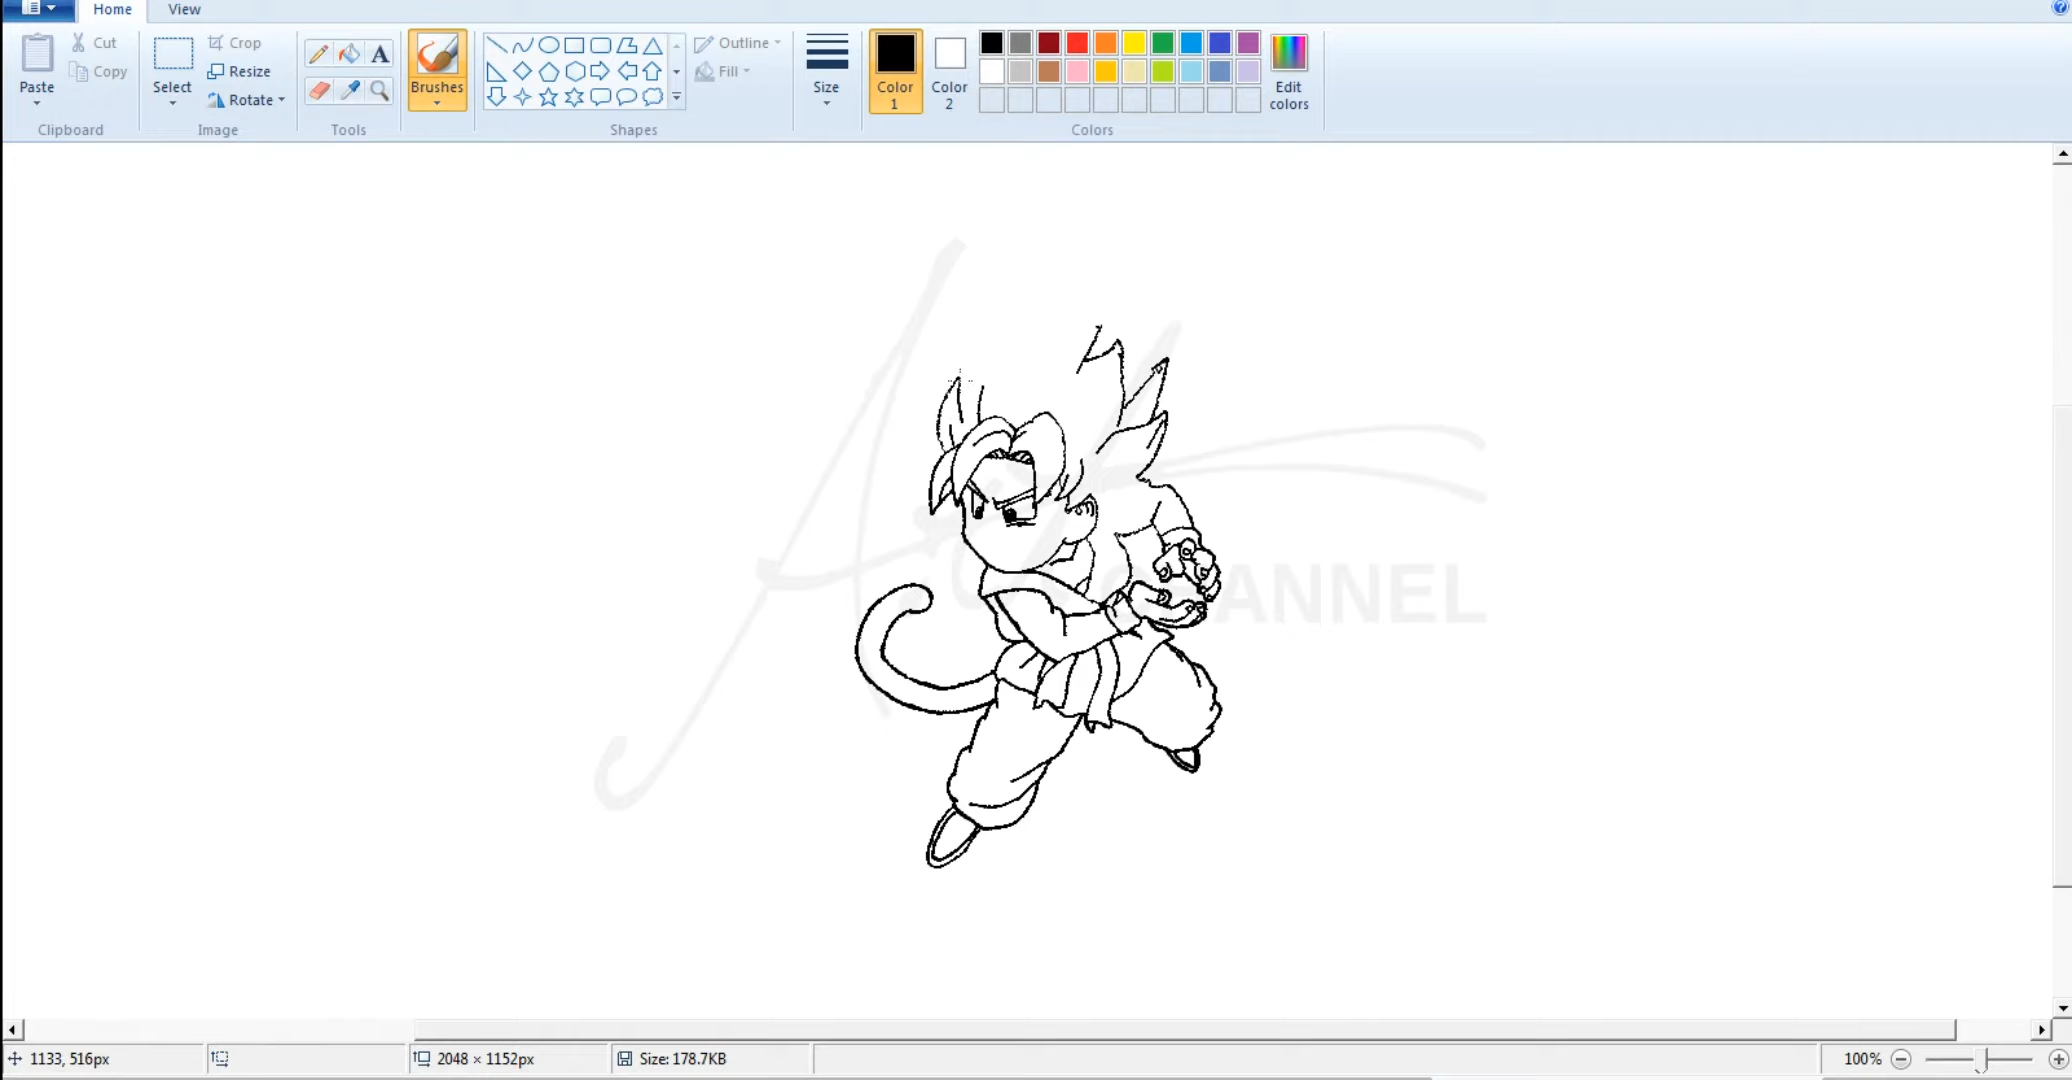 Home View
Paste
Cut
Copy
Clipboard
Select
Crop
Resize
Rotate
Image
A
Tools
Brushes
Shapes
Outline
Fill
Size
Color 1
Color 2
Edit colors
Colors
CHANNEL
1133, 516px
2048 × 1152px
Size: 178.7KB
100%